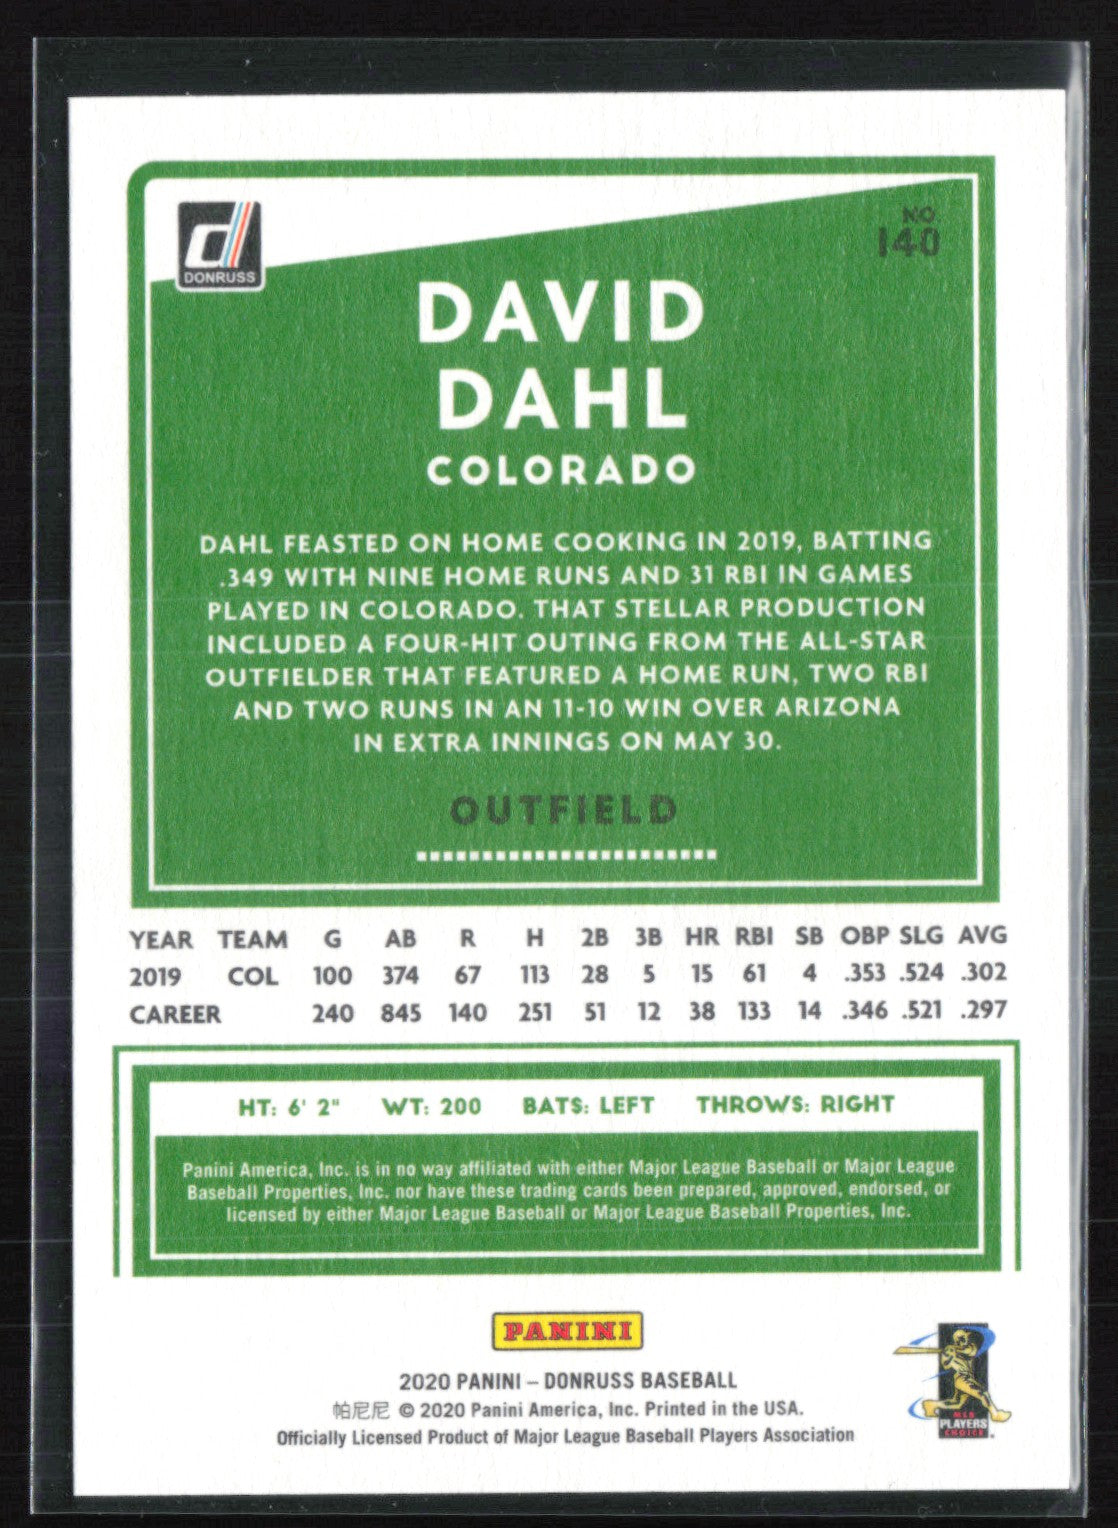 DONRUSS
NO.
140
DAVID
DAHL
COLORADO
DAHL FEASTED ON HOME COOKING IN 2019, BATTING
.349 WITH NINE HOME RUNS AND 31 RBI IN GAMES
PLAYED IN COLORADO. THAT STELLAR PRODUCTION
INCLUDED A FOUR-HIT OUTING FROM THE ALL-STAR
OUTFIELDER THAT FEATURED A HOME RUN, TWO RBI
AND TWO RUNS IN AN 11-10 WIN OVER ARIZONA
IN EXTRA INNINGS ON MAY 30.
OUTFIELD
YEAR TEAM G AB R H 2B 3B HR RBI SB OBP SLG AVG
2019 COL 100 374 67 113 28 5 15 61 4 .353 .524 .302
CAREER 240 845 140 251 51 12 38 133 14 .346 .521 .297
HT: 6' 2" WT: 200 BATS: LEFT THROWS: RIGHT
Panini America, Inc. is in no way affiliated with either Major League Baseball or Major League
Baseball Properties, Inc. nor have these trading cards been prepared, approved, endorsed, or
licensed by either Major League Baseball or Major League Baseball Properties, Inc.
PANINI
2020 PANINI – DONRUSS BASEBALL
帕尼尼 © 2020 Panini America, Inc. Printed in the USA.
Officially Licensed Product of Major League Baseball Players Association
MLB
PLAYERS
CHOICE